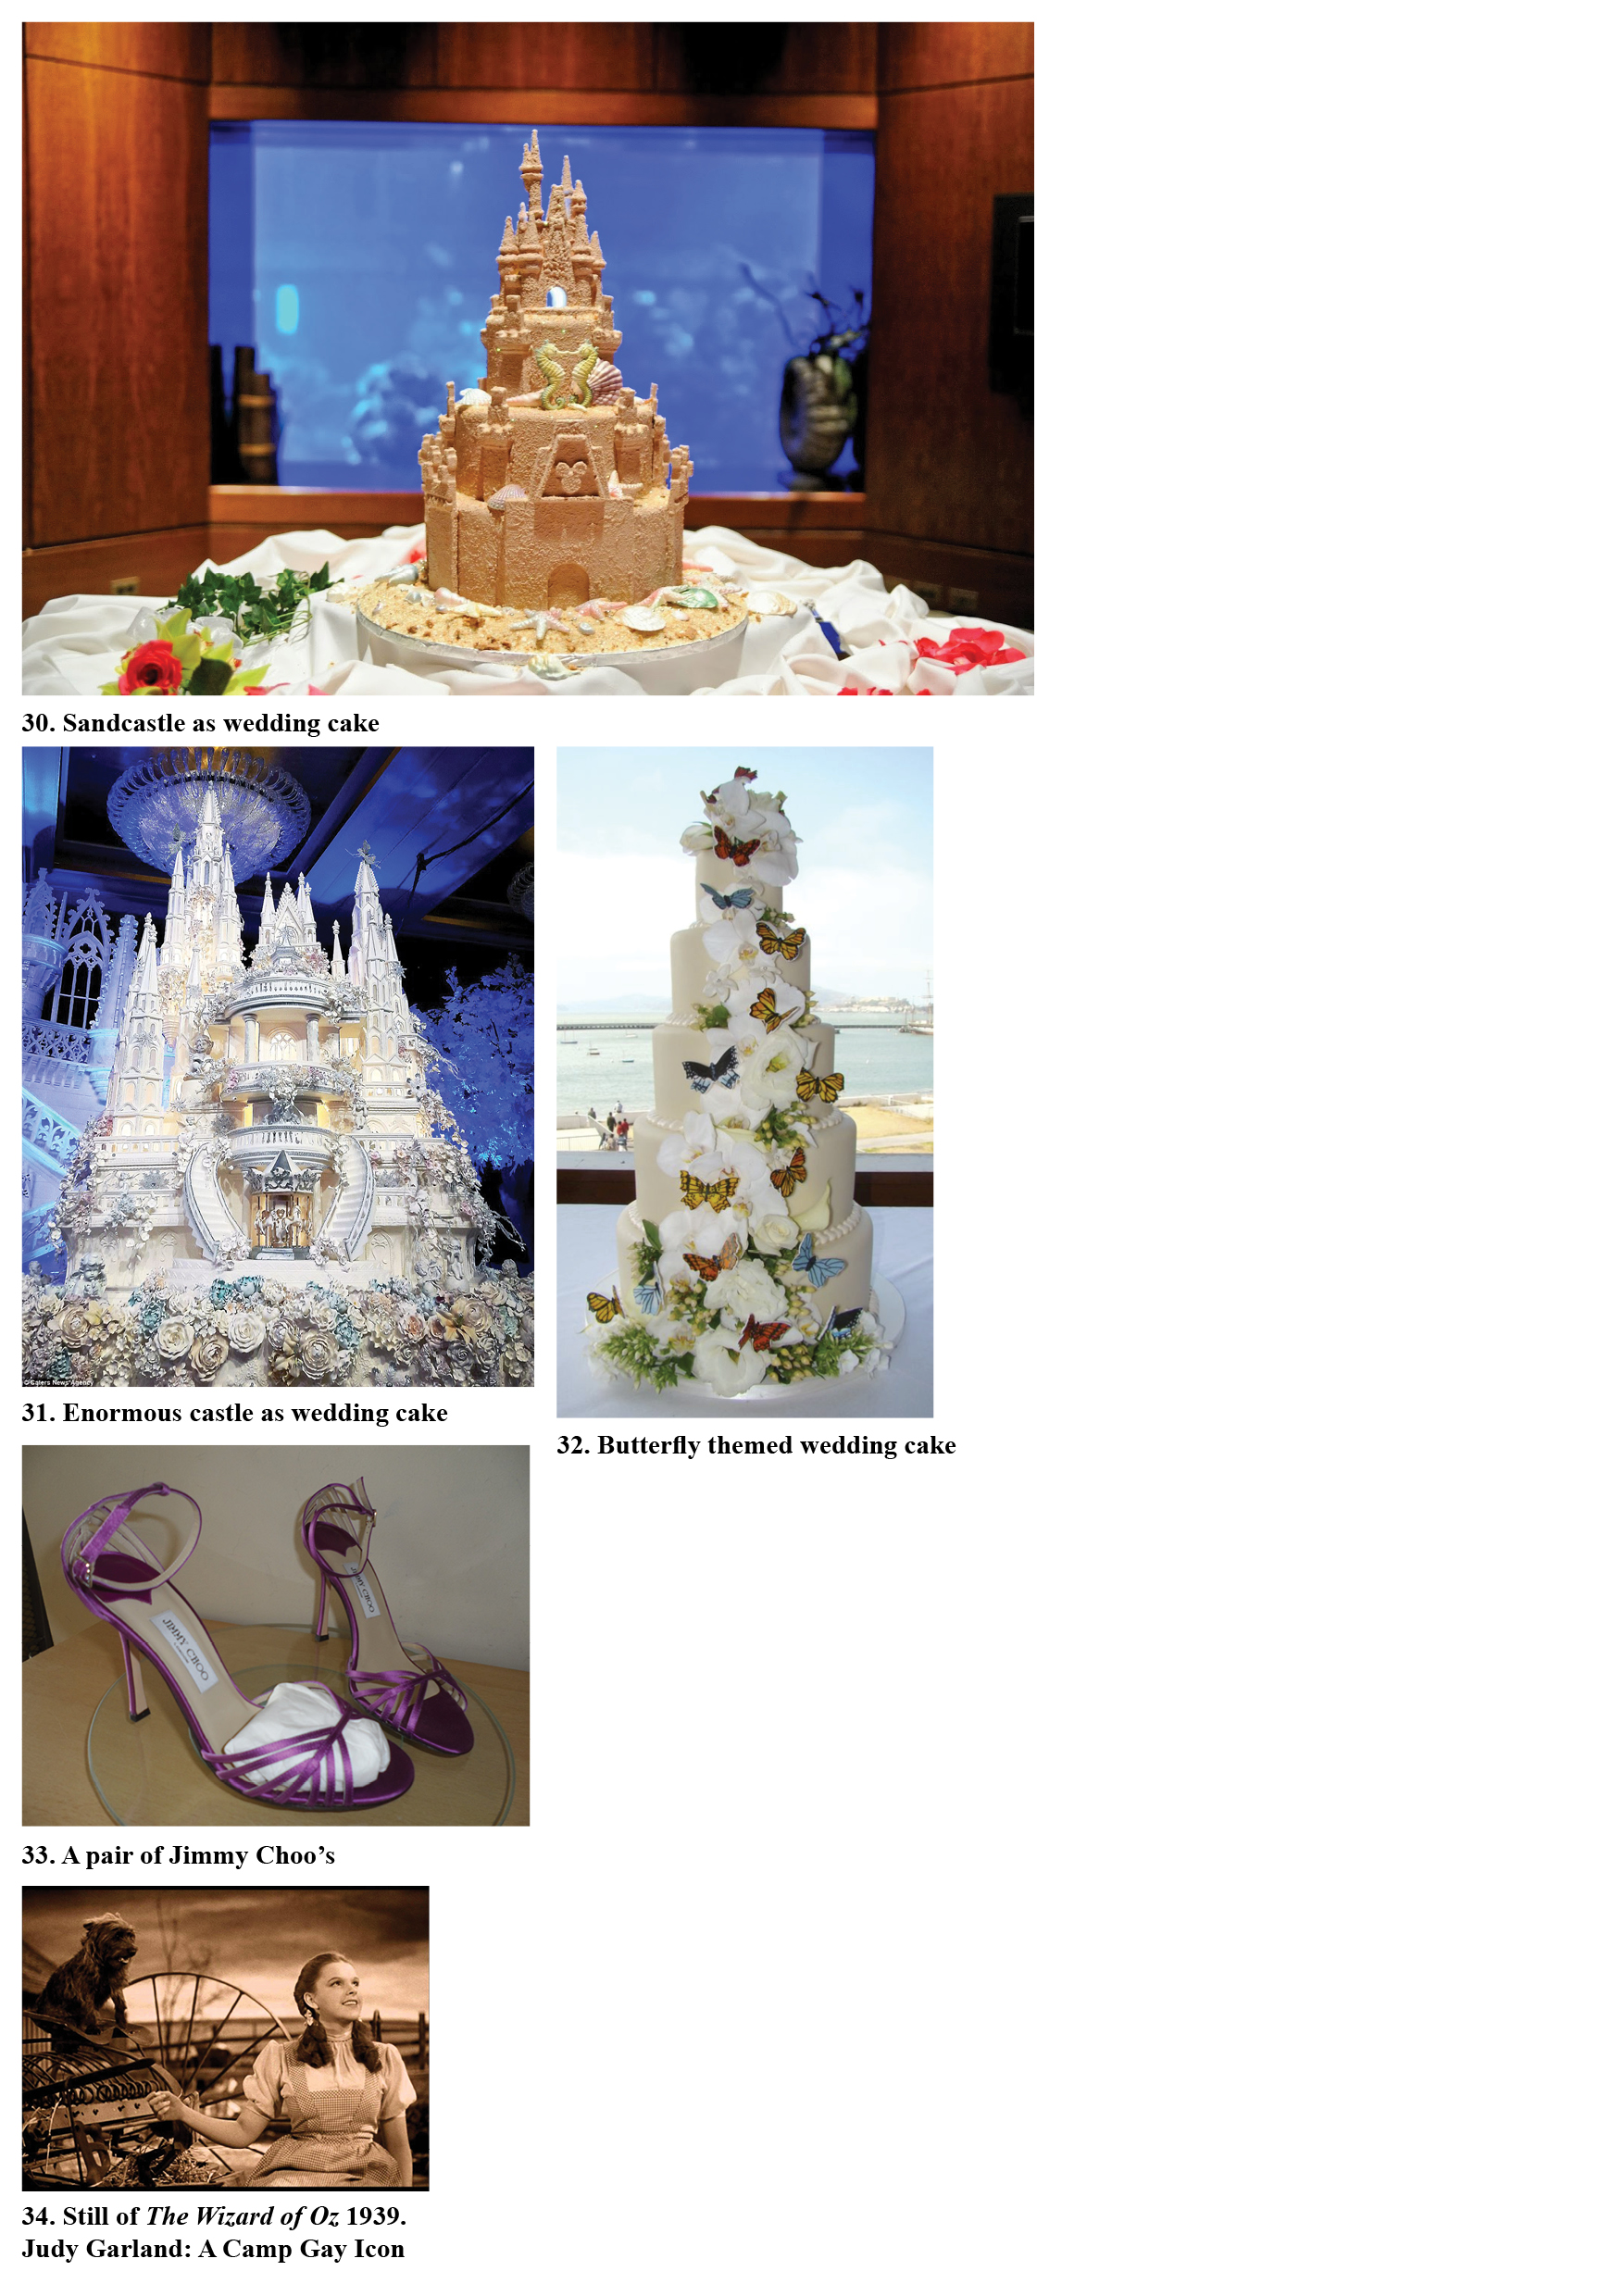 30. Sandcastle as wedding cake
© Caters News Agency
31. Enormous castle as wedding cake
32. Butterfly themed wedding cake
JIMMY CHOO
JIMMY CHOO
33. A pair of Jimmy Choo’s
34. Still of The Wizard of Oz 1939.
Judy Garland: A Camp Gay Icon